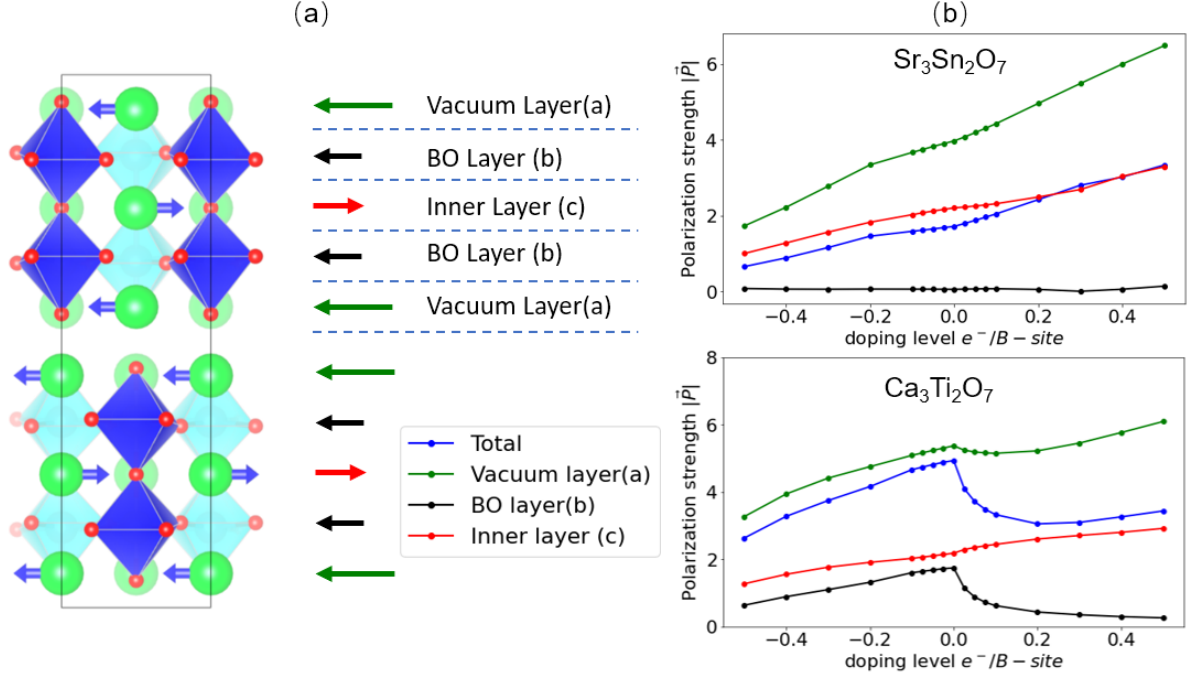 (a)
Vacuum Layer(a)
BO Layer (b)
Inner Layer (c)
BO Layer (b)
Vacuum Layer(a)
Total
Vacuum layer(a)
BO layer(b)
Inner layer (c)
(b)
Sr₃Sn₂O₇
Polarization strength |P⃗|
6
4
2
0
−0.4 −0.2 0.0 0.2 0.4
doping level e⁻/B − site
Ca₃Ti₂O₇
Polarization strength |P⃗|
8
6
4
2
0
−0.4 −0.2 0.0 0.2 0.4
doping level e⁻/B − site